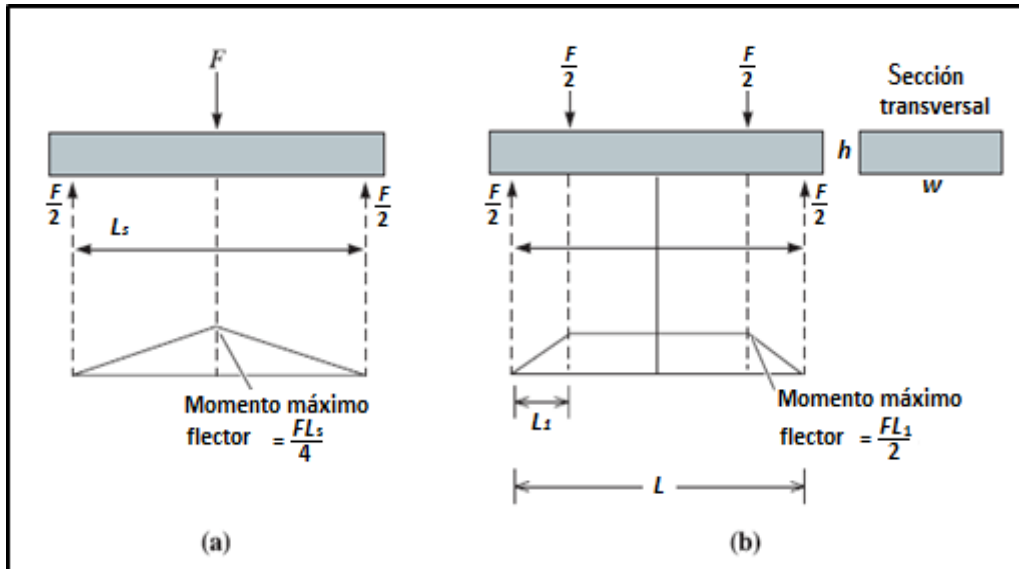 F
F/2
F/2
Sección
transversal
h
w
F/2
F/2
Ls
F/2
F/2
Momento máximo
flector = FLs/4
L1
Momento máximo
flector = FL1/2
L
(a)
(b)